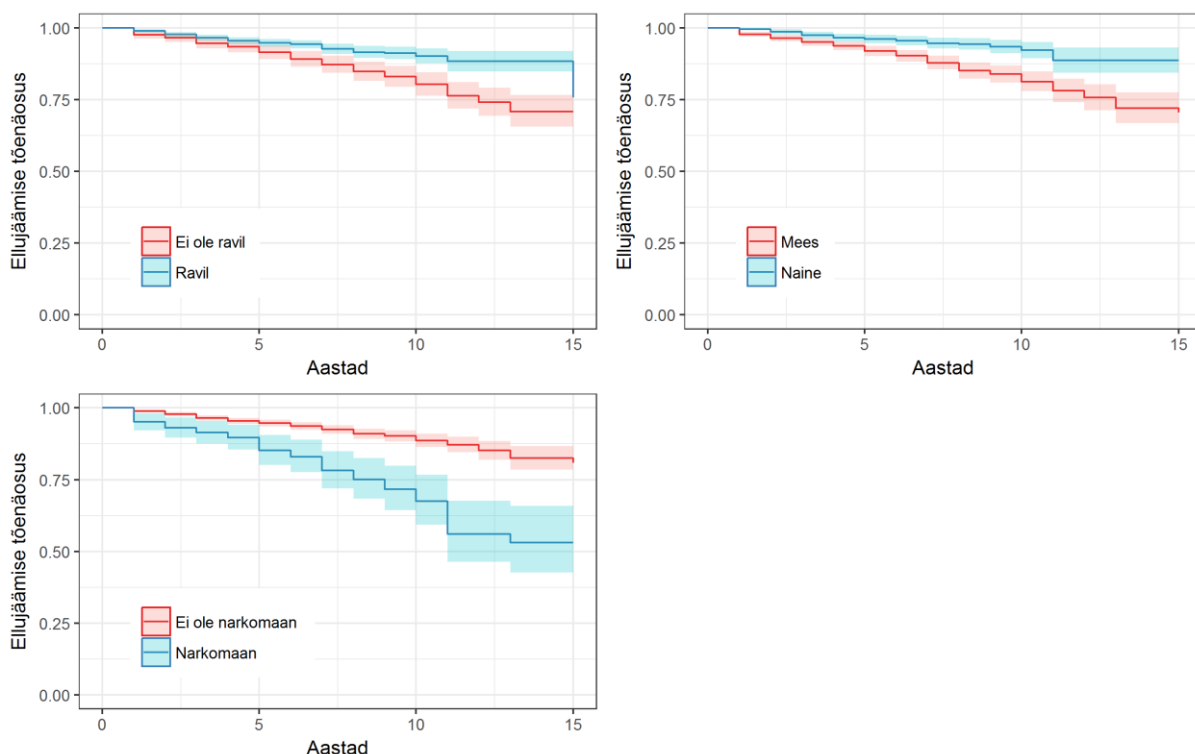 1.00
0.75
0.50
0.25
0.00
Ellujäämise tõenäosus
Ei ole ravil
Ravil
0
5
10
15
Aastad
1.00
0.75
0.50
0.25
0.00
Ellujäämise tõenäosus
Mees
Naine
0
5
10
15
Aastad
1.00
0.75
0.50
0.25
0.00
Ellujäämise tõenäosus
Ei ole narkomaan
Narkomaan
0
5
10
15
Aastad